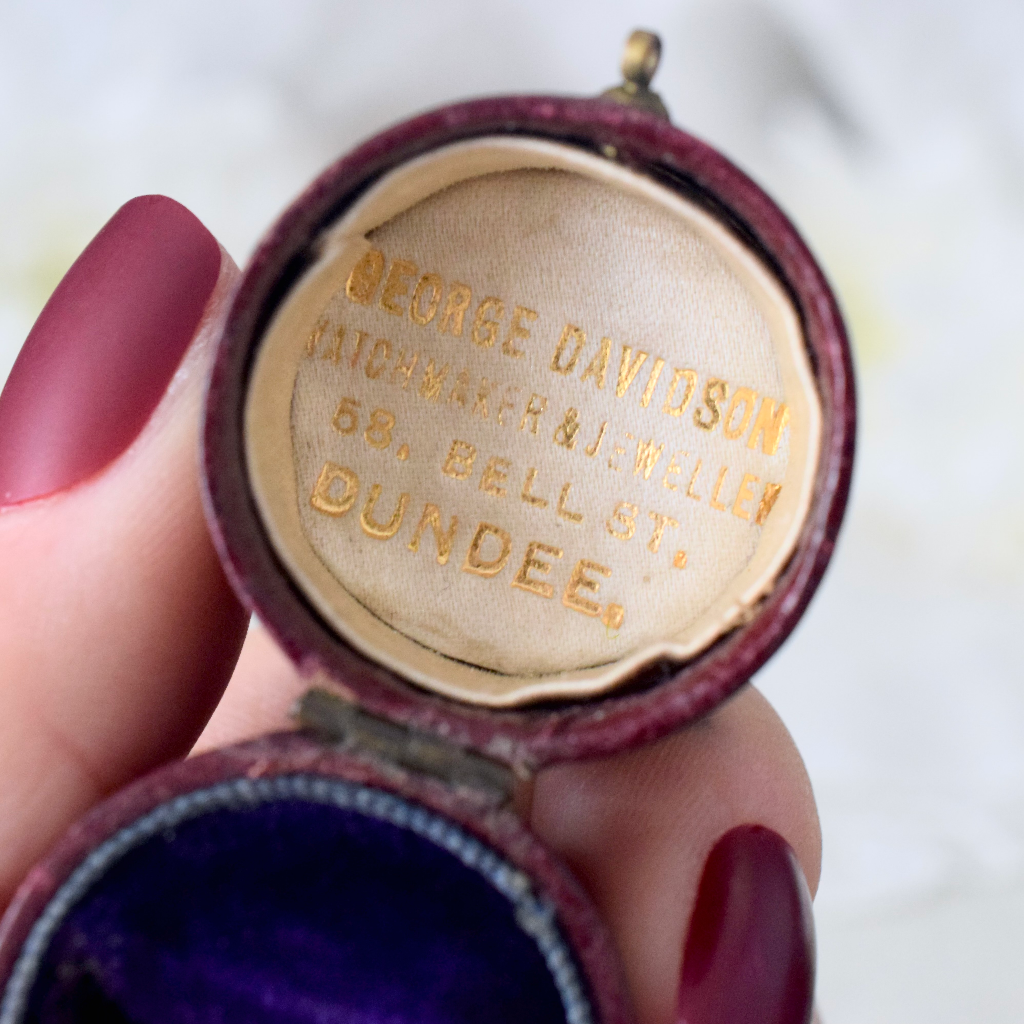 GEORGE DAVIDSON
WATCHMAKER & JEWELLER
58, BELL ST.
DUNDEE.